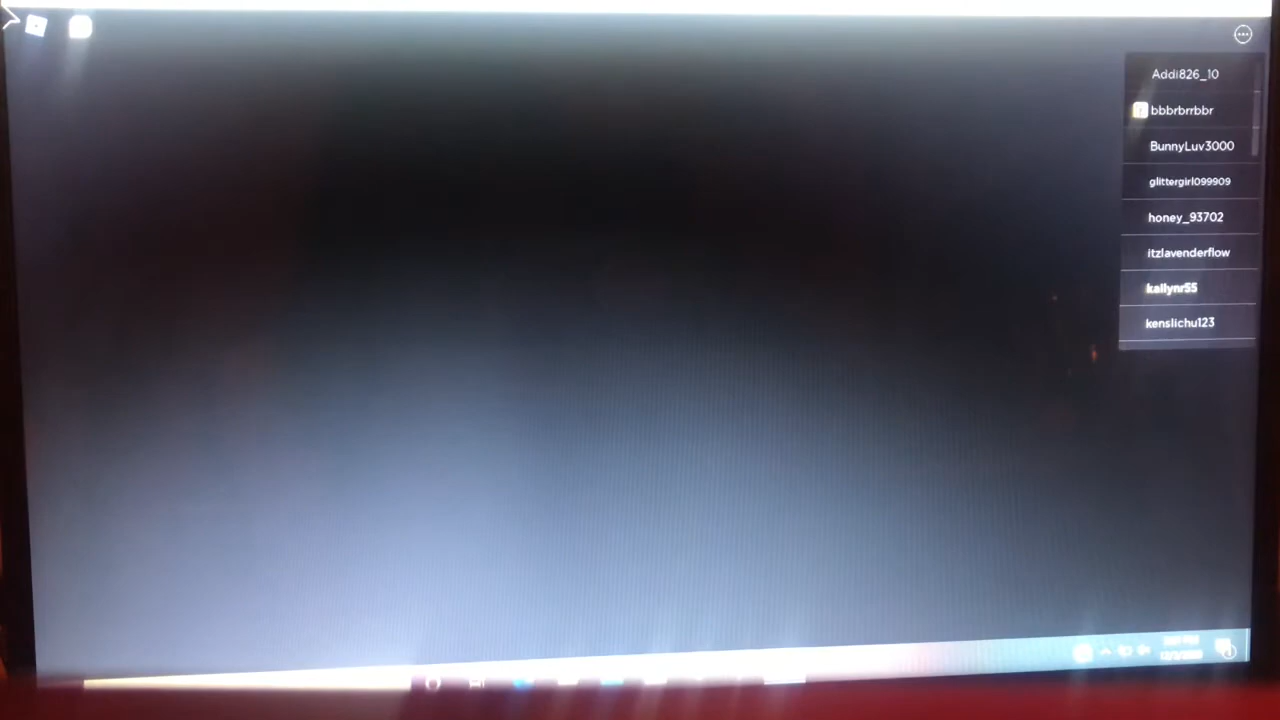 Addi826_10
bbbrbrrbbr
BunnyLuv3000
glittergirl099909
honey_93702
itzlavenderflow
kallynr55
kenslichu123